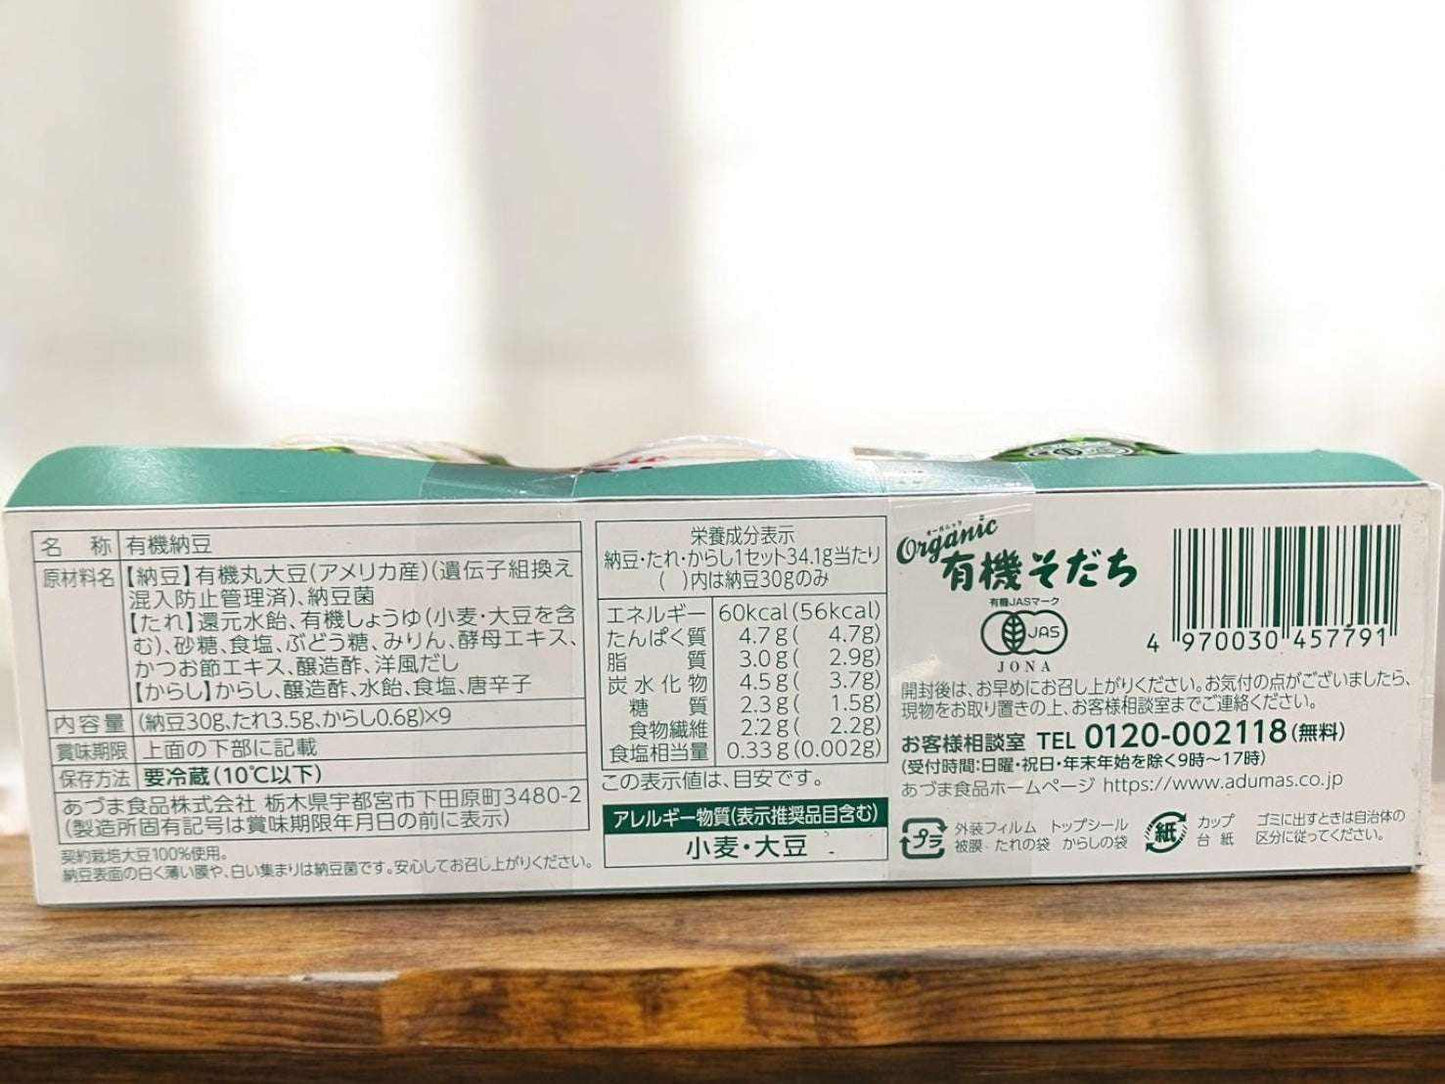 名 称 有機納豆
原材料名 【納豆】有機丸大豆(アメリカ産)(遺伝子組換え
混入防止管理済)、納豆菌
【たれ】還元水飴、有機しょうゆ(小麦・大豆を含
む)、砂糖、食塩、ぶどう糖、みりん、酵母エキス、
かつお節エキス、醸造酢、洋風だし
【からし】からし、醸造酢、水飴、食塩、唐辛子
内容量 (納豆30g、たれ3.5g、からし0.6g)×9
賞味期限 上面の下部に記載
保存方法 要冷蔵(10℃以下)
あづま食品株式会社 栃木県宇都宮市下田原町3480-2
(製造所固有記号は賞味期限年月日の前に表示)
契約栽培大豆100%使用。
納豆表面の白く薄い膜や、白い集まりは納豆菌です。安心してお召し上がりください。
栄養成分表示
納豆・たれ・からし1セット34.1g当たり
( )内は納豆30gのみ
エネルギー 60kcal(56kcal)
たんぱく質 4.7g( 4.7g)
脂質 3.0g( 2.9g)
炭水化物 4.5g( 3.7g)
糖質 2.3g( 1.5g)
食物繊維 2.2g( 2.2g)
食塩相当量 0.33g(0.002g)
この表示値は、目安です。
アレルギー物質(表示推奨品目含む)
小麦・大豆
オーガニック
Organic
有機そだち
有機JASマーク
JAS
JONA
4 970030 457791
開封後は、お早めにお召し上がりください。お気付の点がございましたら、
現物をお取り置きの上、お客様相談室までご連絡ください。
お客様相談室 TEL 0120-002118(無料)
(受付時間:日曜・祝日・年末年始を除く9時～17時)
あづま食品ホームページ https://www.adumas.co.jp
プラ
外装フィルム トップシール
被膜・たれの袋 からしの袋
紙
カップ
台紙
ゴミに出すときは自治体の
区分に従ってください。